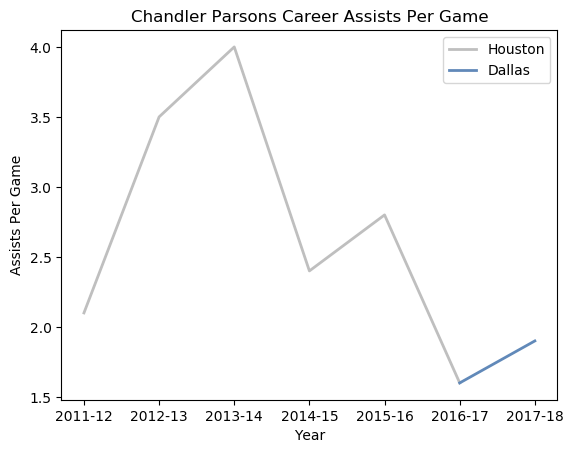 Chandler Parsons Career Assists Per Game
Houston
Dallas
4.0
3.5
3.0
2.5
2.0
1.5
Assists Per Game
2011-12 2012-13 2013-14 2014-15 2015-16 2016-17 2017-18
Year